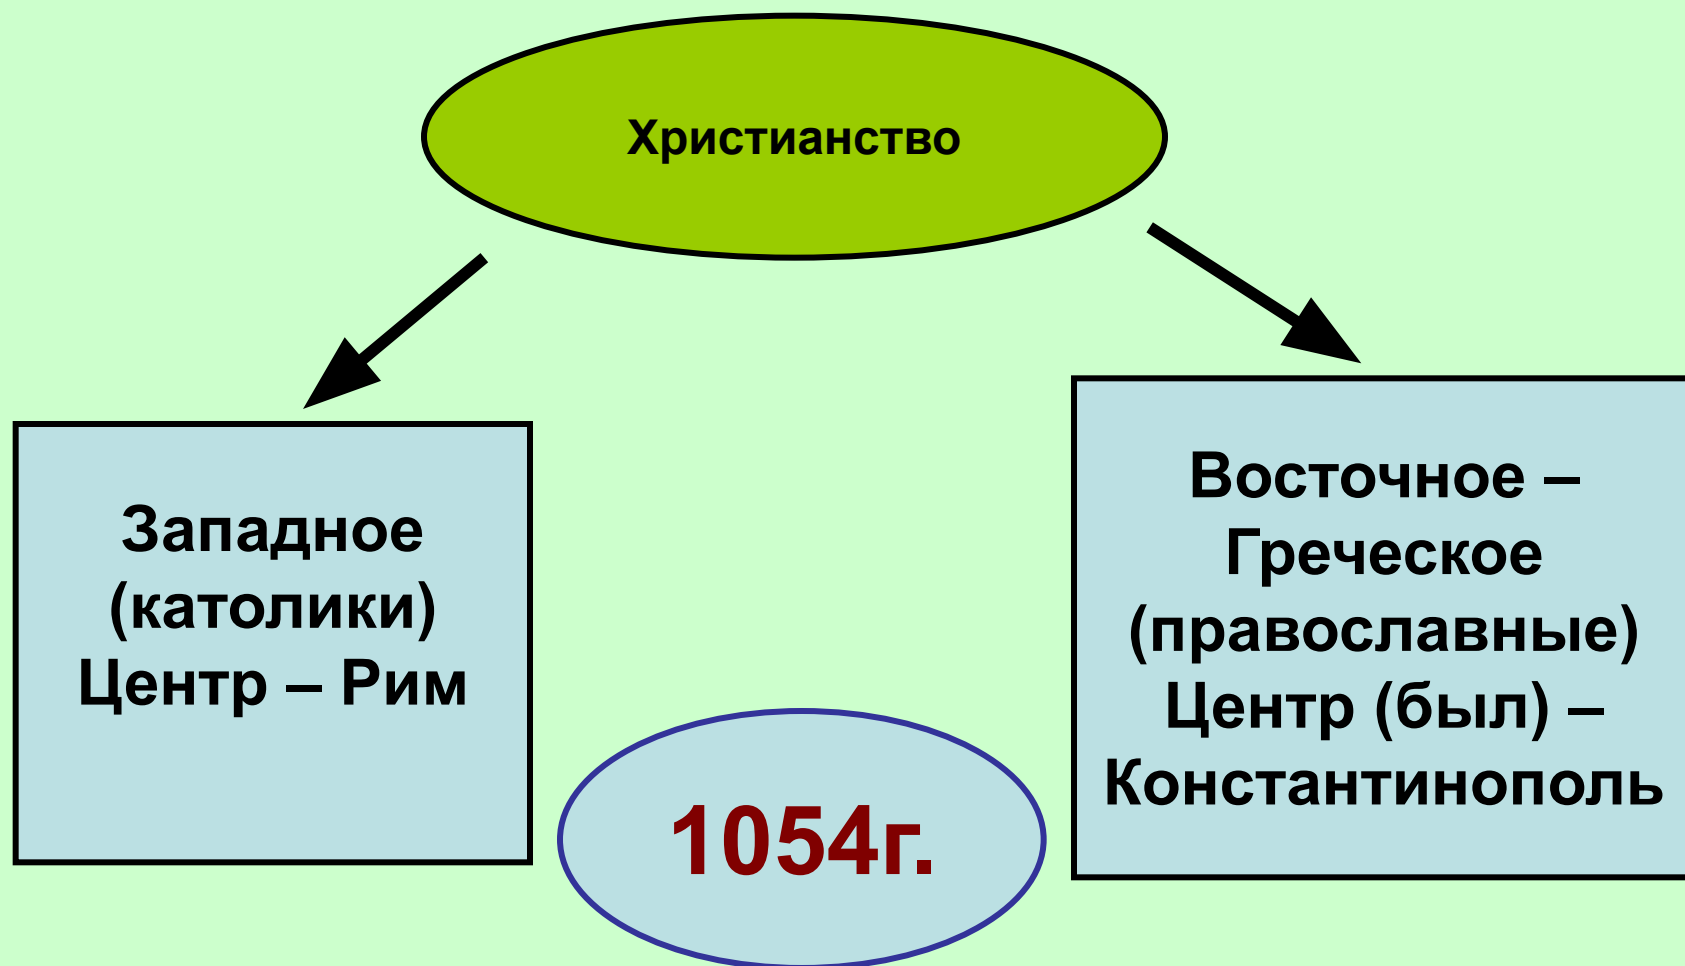 Христианство
Западное
(католики)
Центр – Рим
Восточное –
Греческое
(православные)
Центр (был) –
Константинополь
1054г.